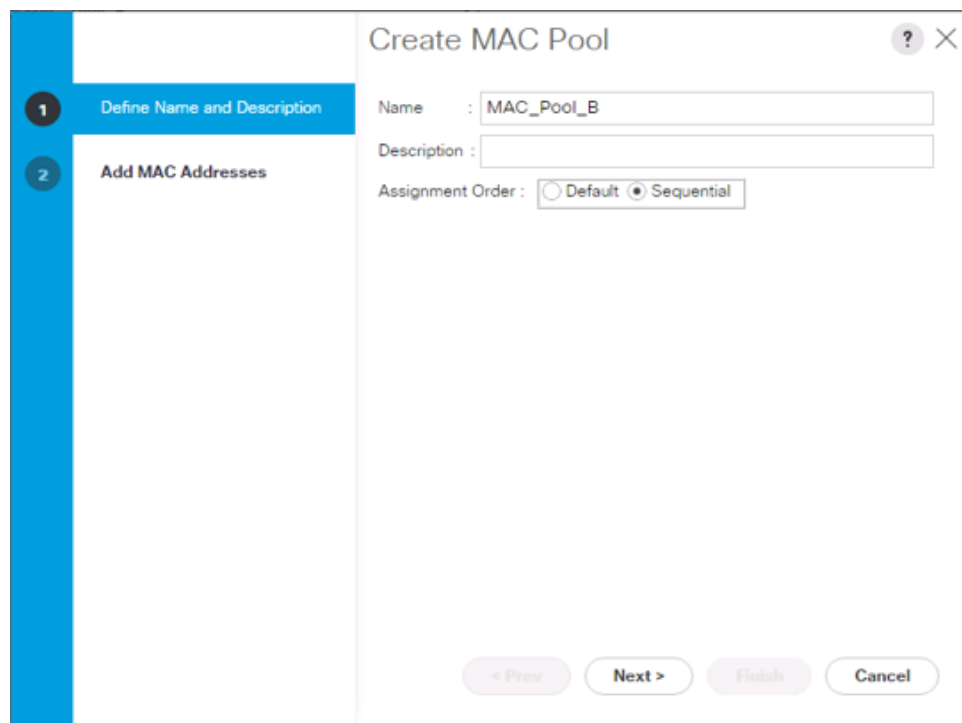 Create MAC Pool
?
1 Define Name and Description
2 Add MAC Addresses
Name : MAC_Pool_B
Description :
Assignment Order : Default Sequential
< Prev Next > Finish Cancel